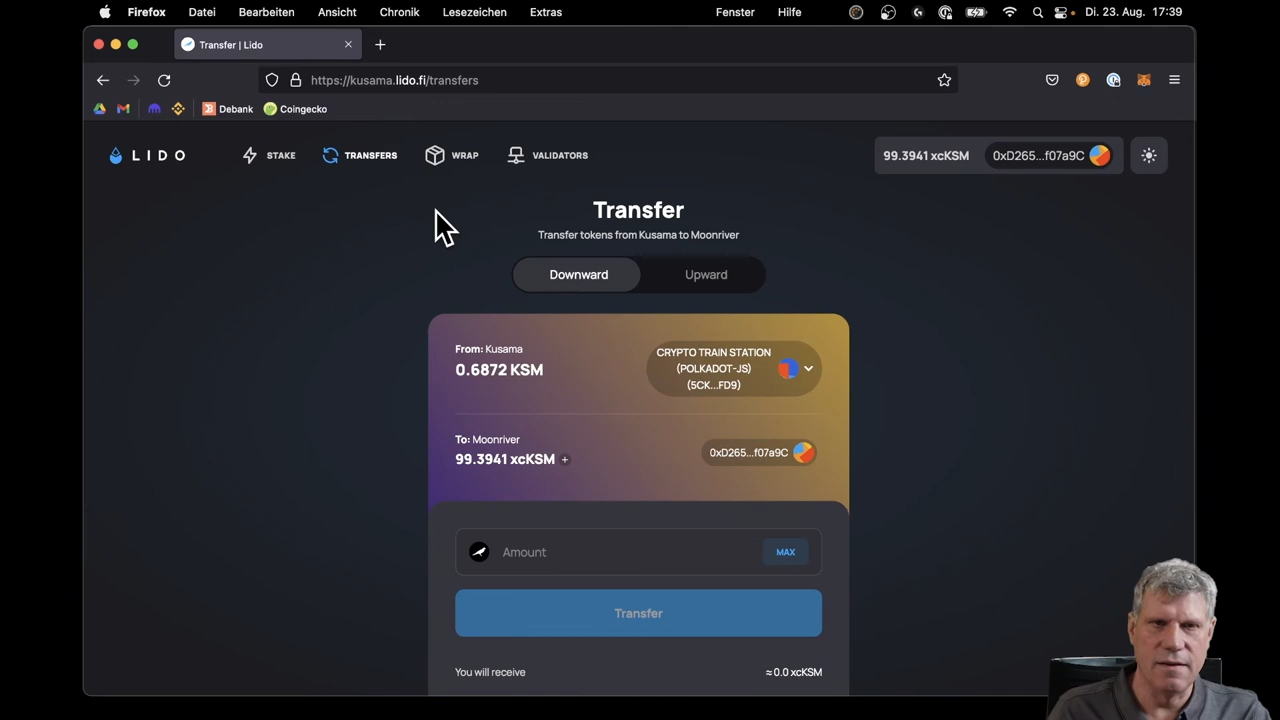 Firefox Datei Bearbeiten Ansicht Chronik Lesezeichen Extras Fenster Hilfe Di. 23. Aug. 17:39
Transfer | Lido
https://kusama.lido.fi/transfers
Debank Coingecko
LIDO STAKE TRANSFERS WRAP VALIDATORS 99.3941 xcKSM 0xD265...f07a9C
Transfer
Transfer tokens from Kusama to Moonriver
Downward Upward
From: Kusama
0.6872 KSM
CRYPTO TRAIN STATION
(POLKADOT-JS)
(5CK...FD9)
To: Moonriver
99.3941 xcKSM +
0xD265...f07a9C
Amount MAX
Transfer
You will receive ≈0.0 xcKSM